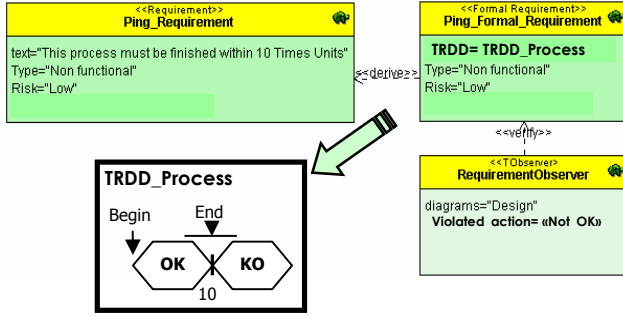 <<Requirement>>
Ping_Requirement
text="This process must be finished within 10 Times Units"
Type="Non functional"
Risk="Low"
<<derive>>
<<Formal Requirement>>
Ping_Formal_Requirement
TRDD= TRDD_Process
Type="Non functional"
Risk="Low"
<<verify>>
<<TObserver>>
RequirementObserver
diagrams="Design"
Violated action= «Not OK»
TRDD_Process
Begin
End
OK
KO
10